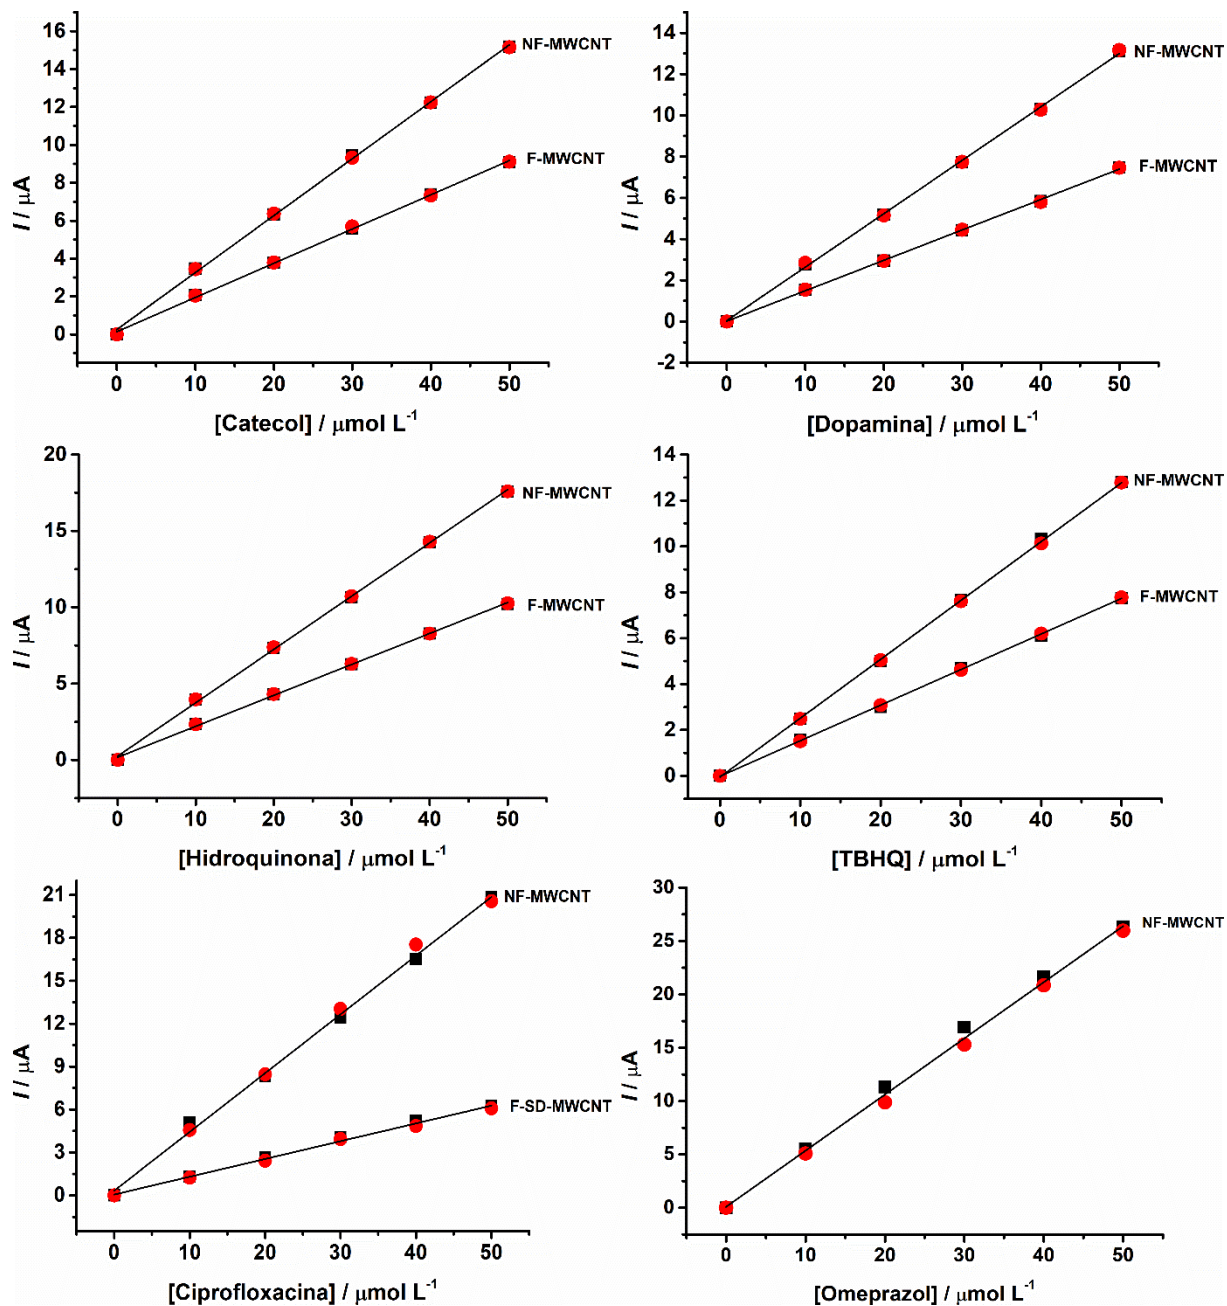 16
14
12
10
8
6
4
2
0
I / μA
NF-MWCNT
F-MWCNT
0 10 20 30 40 50
[Catecol] / μmol L⁻¹
14
12
10
8
6
4
2
0
-2
I / μA
NF-MWCNT
F-MWCNT
0 10 20 30 40 50
[Dopamina] / μmol L⁻¹
20
15
10
5
0
I / μA
NF-MWCNT
F-MWCNT
0 10 20 30 40 50
[Hidroquinona] / μmol L⁻¹
14
12
10
8
6
4
2
0
I / μA
NF-MWCNT
F-MWCNT
0 10 20 30 40 50
[TBHQ] / μmol L⁻¹
21
18
15
12
9
6
3
0
I / μA
NF-MWCNT
F-SD-MWCNT
0 10 20 30 40 50
[Ciprofloxacina] / μmol L⁻¹
30
25
20
15
10
5
0
I / μA
NF-MWCNT
0 10 20 30 40 50
[Omeprazol] / μmol L⁻¹